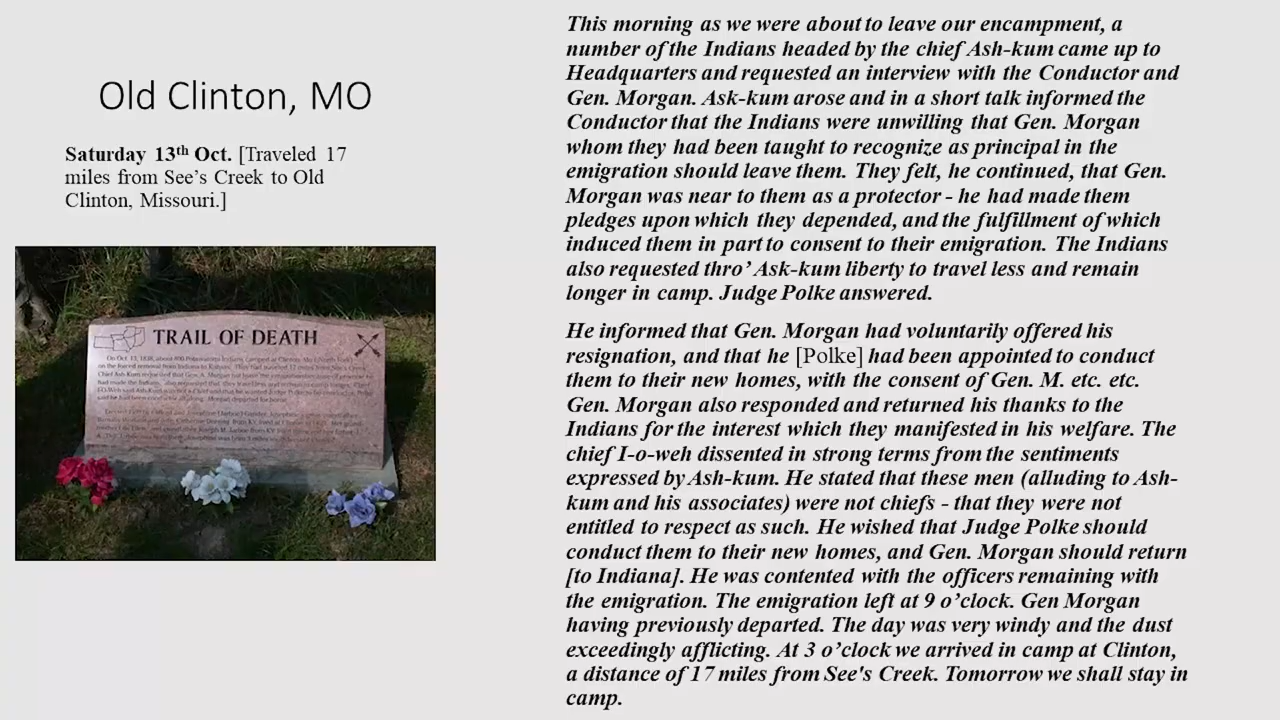 Old Clinton, MO
Saturday 13th Oct. [Traveled 17
miles from See's Creek to Old
Clinton, Missouri.]
TRAIL OF DEATH
This morning as we were about to leave our encampment, a
number of the Indians headed by the chief Ash-kum came up to
Headquarters and requested an interview with the Conductor and
Gen. Morgan. Ask-kum arose and in a short talk informed the
Conductor that the Indians were unwilling that Gen. Morgan
whom they had been taught to recognize as principal in the
emigration should leave them. They felt, he continued, that Gen.
Morgan was near to them as a protector - he had made them
pledges upon which they depended, and the fulfillment of which
induced them in part to consent to their emigration. The Indians
also requested thro' Ask-kum liberty to travel less and remain
longer in camp. Judge Polke answered.
He informed that Gen. Morgan had voluntarily offered his
resignation, and that he [Polke] had been appointed to conduct
them to their new homes, with the consent of Gen. M. etc. etc.
Gen. Morgan also responded and returned his thanks to the
Indians for the interest which they manifested in his welfare. The
chief I-o-weh dissented in strong terms from the sentiments
expressed by Ash-kum. He stated that these men (alluding to Ash-
kum and his associates) were not chiefs - that they were not
entitled to respect as such. He wished that Judge Polke should
conduct them to their new homes, and Gen. Morgan should return
[to Indiana]. He was contented with the officers remaining with
the emigration. The emigration left at 9 o'clock. Gen Morgan
having previously departed. The day was very windy and the dust
exceedingly afflicting. At 3 o'clock we arrived in camp at Clinton,
a distance of 17 miles from See's Creek. Tomorrow we shall stay in
camp.